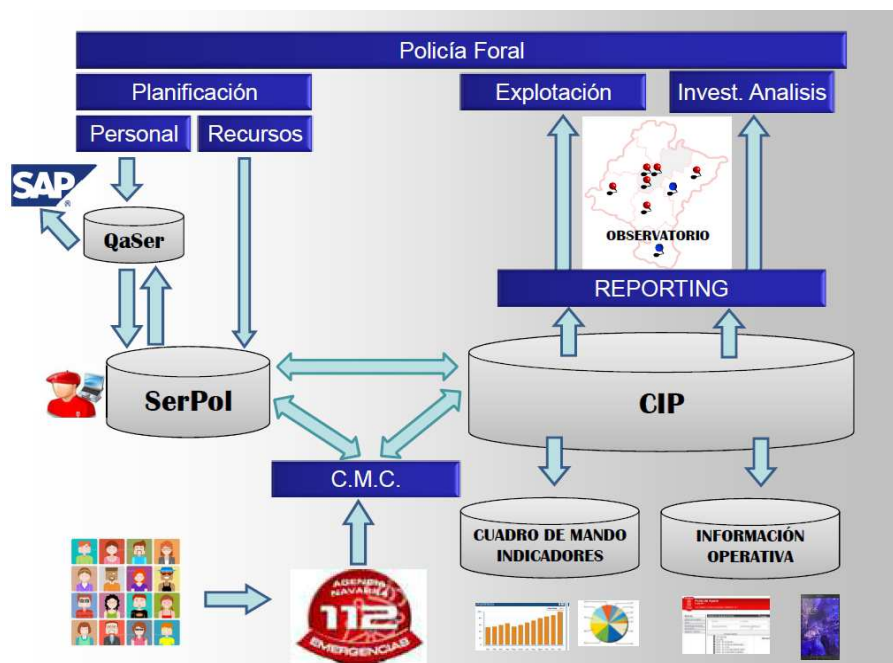 Policía Foral
Planificación
Explotación
Invest. Analisis
Personal
Recursos
SAP
®
QaSer
OBSERVATORIO
REPORTING
SerPol
CIP
C.M.C.
CUADRO DE MANDO
INDICADORES
INFORMACIÓN
OPERATIVA
AGENCIA
NAVARRA
112
EMERGENCIAS